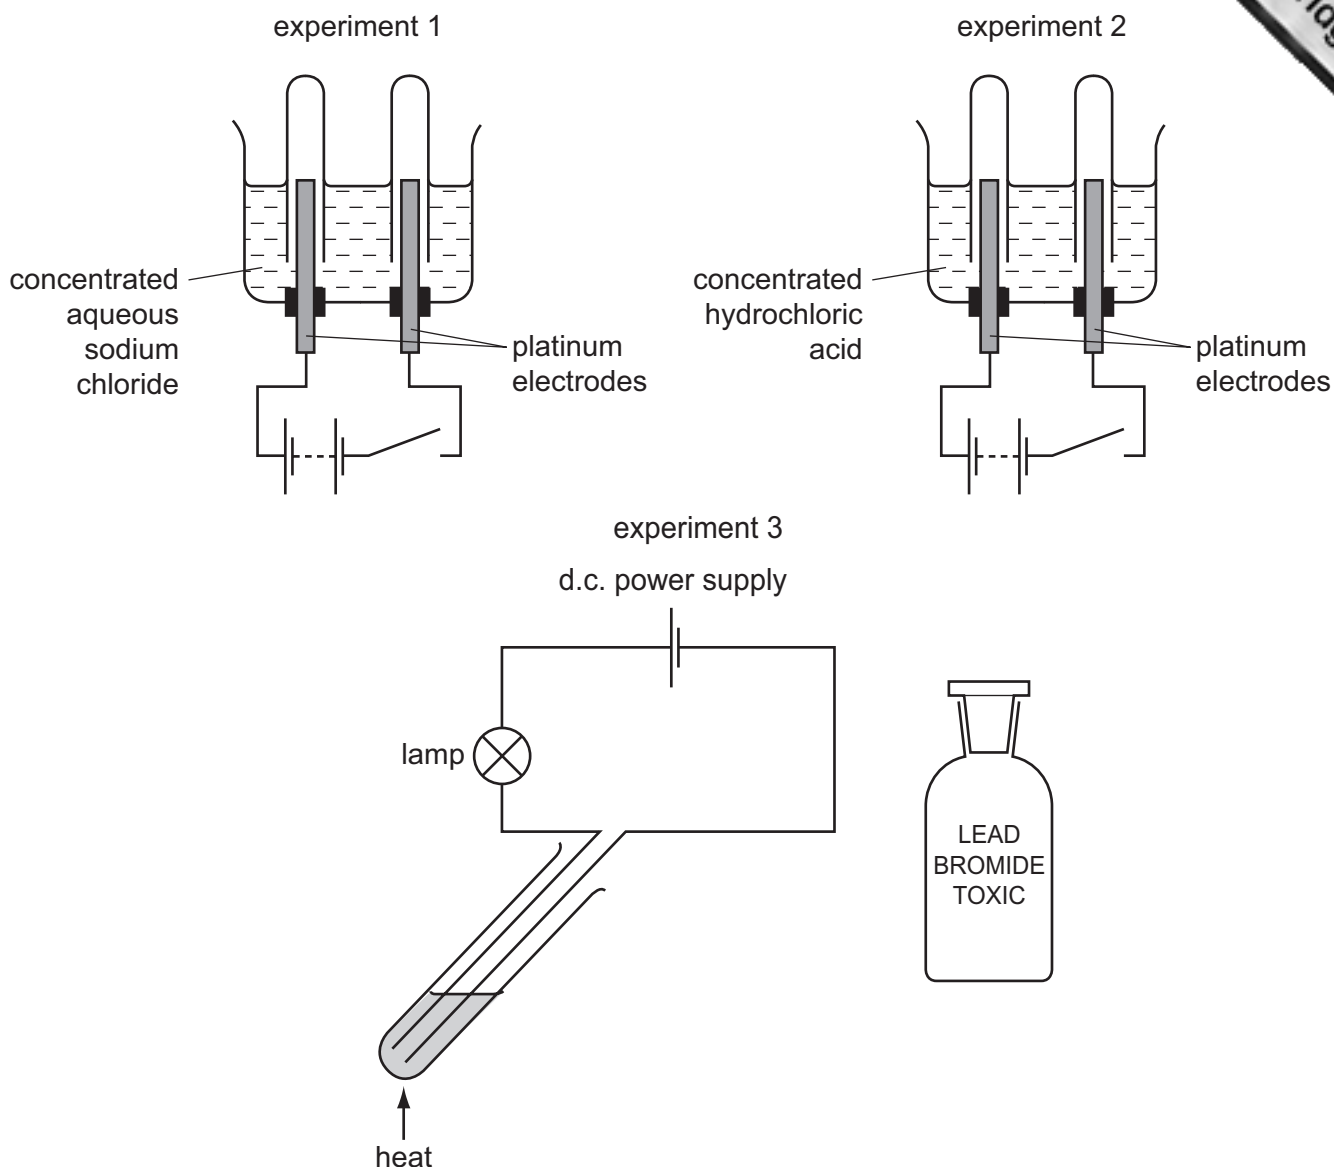 experiment 1
concentrated
aqueous
sodium
chloride
platinum
electrodes
experiment 2
concentrated
hydrochloric
acid
platinum
electrodes
experiment 3
d.c. power supply
lamp
heat
LEAD
BROMIDE
TOXIC